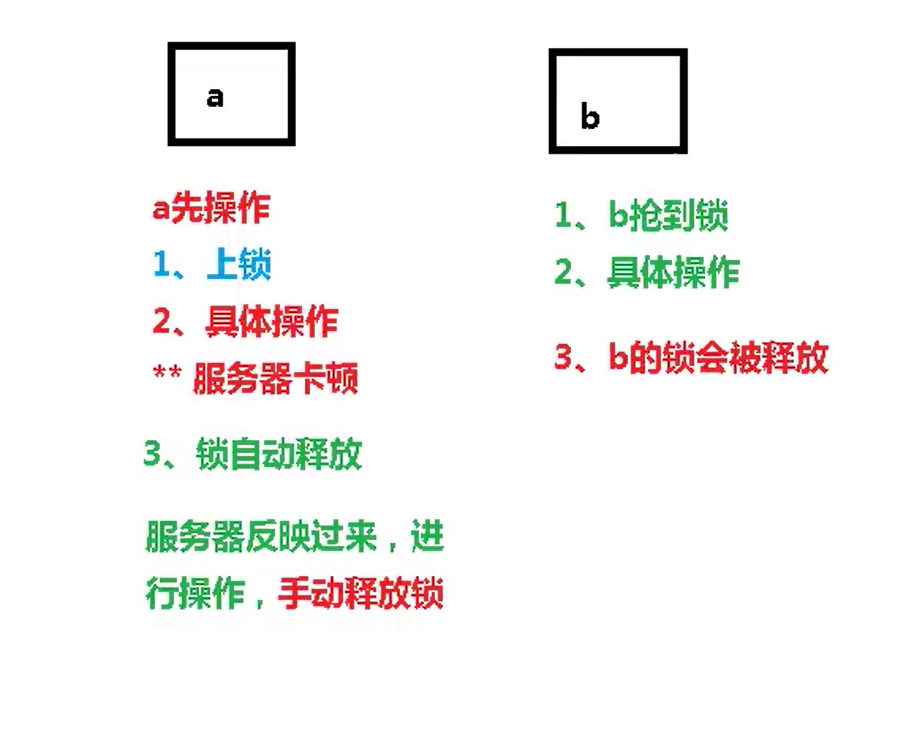 a
a先操作
1、上锁
2、具体操作
** 服务器卡顿
3、锁自动释放
服务器反映过来，进
行操作，手动释放锁
b
1、b抢到锁
2、具体操作
3、b的锁会被释放